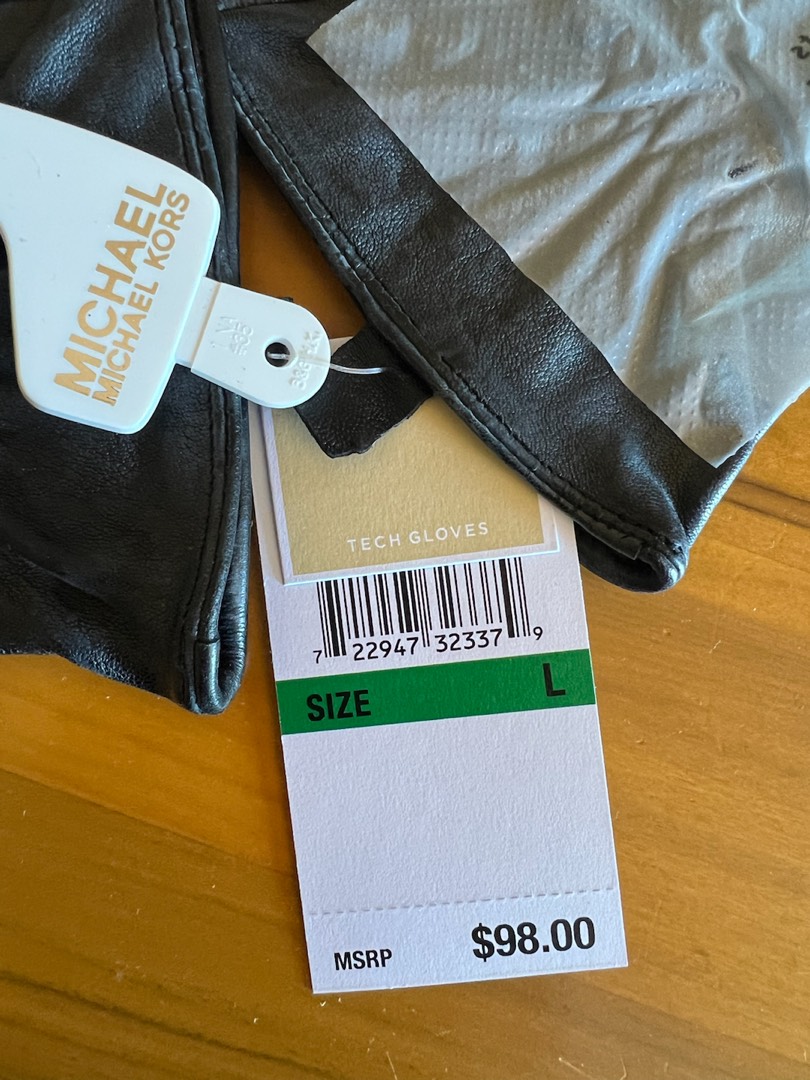 MICHAEL
MICHAEL KORS
TECH GLOVES
7 22947 32337 9
SIZE L
MSRP $98.00